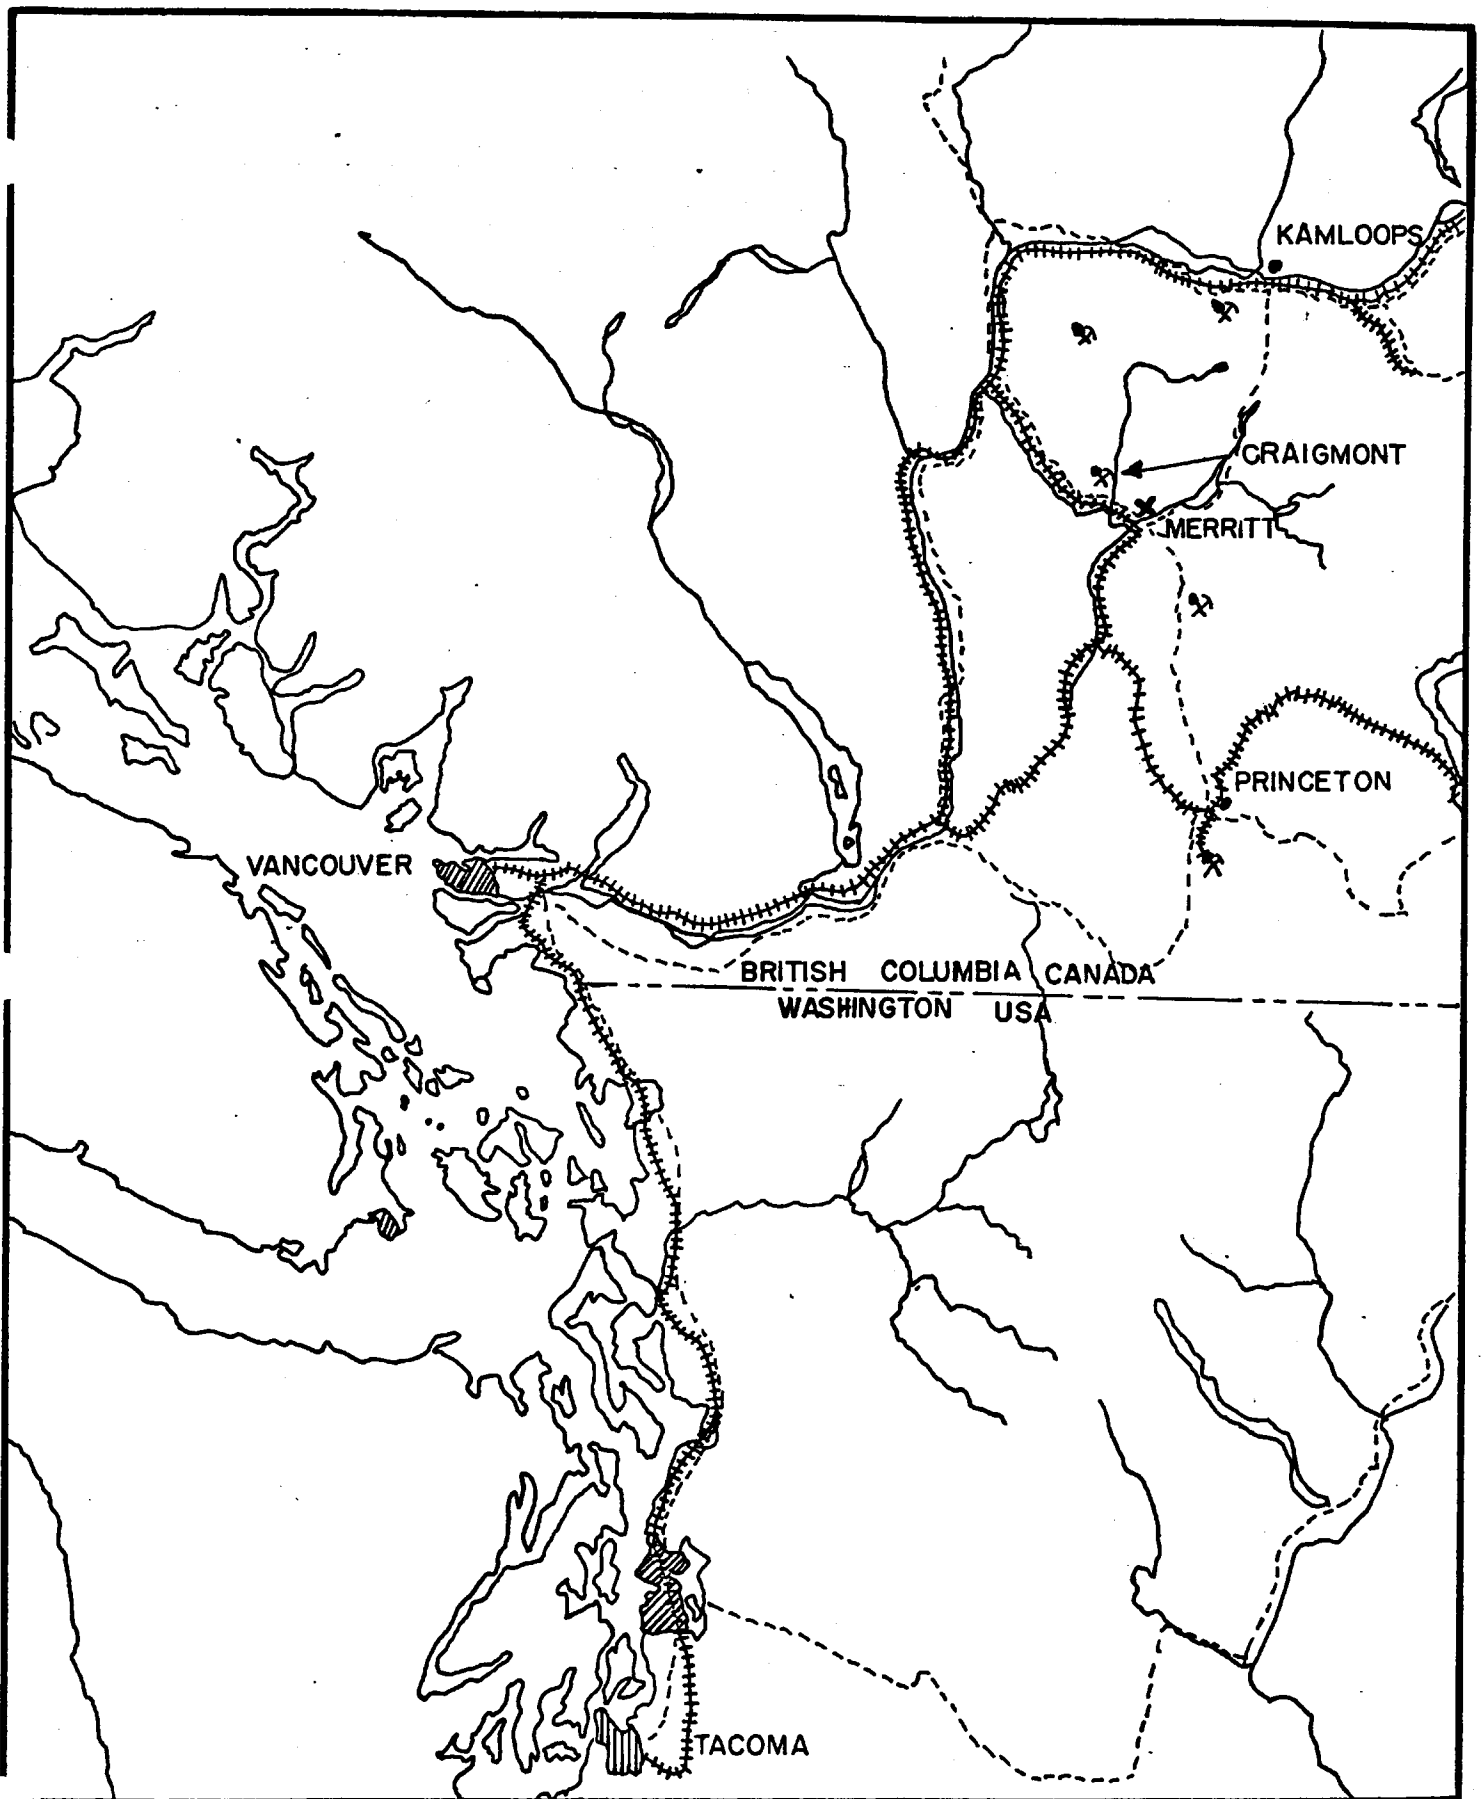 KAMLOOPS
CRAIGMONT
MERRITT
PRINCETON
VANCOUVER
BRITISH COLUMBIA CANADA
WASHINGTON USA
TACOMA